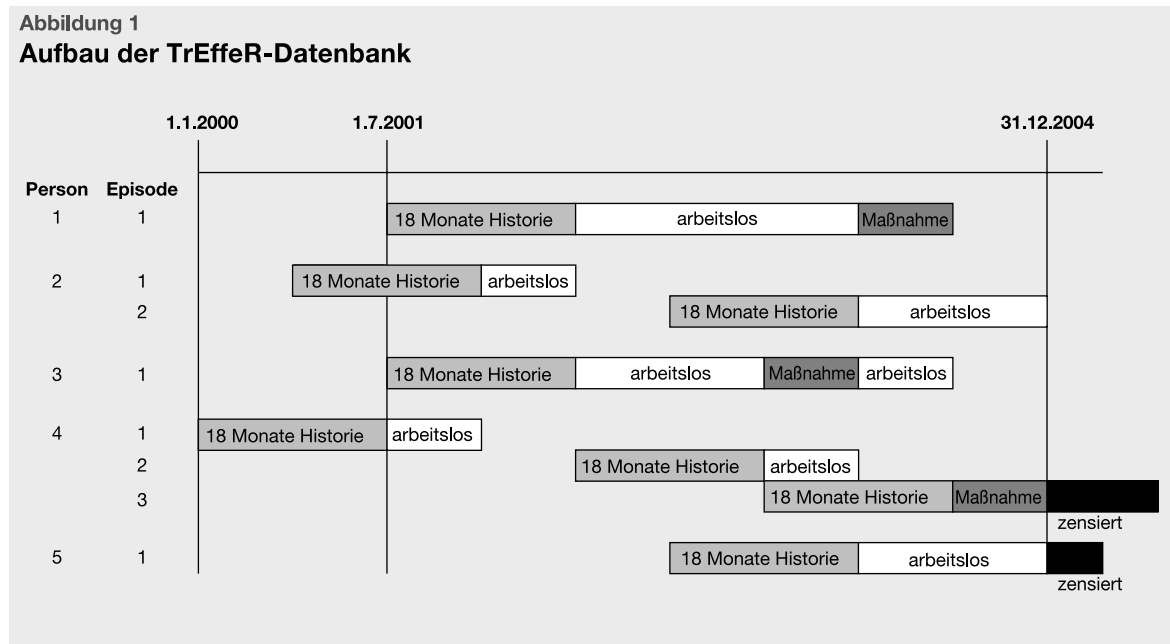 Abbildung 1
Aufbau der TrEffeR-Datenbank
1.1.2000 1.7.2001 31.12.2004
Person Episode
1 1 18 Monate Historie arbeitslos Maßnahme
2 1 18 Monate Historie arbeitslos
2 18 Monate Historie arbeitslos
3 1 18 Monate Historie arbeitslos Maßnahme arbeitslos
4 1 18 Monate Historie arbeitslos
2 18 Monate Historie arbeitslos
3 18 Monate Historie Maßnahme
zensiert
5 1 18 Monate Historie arbeitslos
zensiert